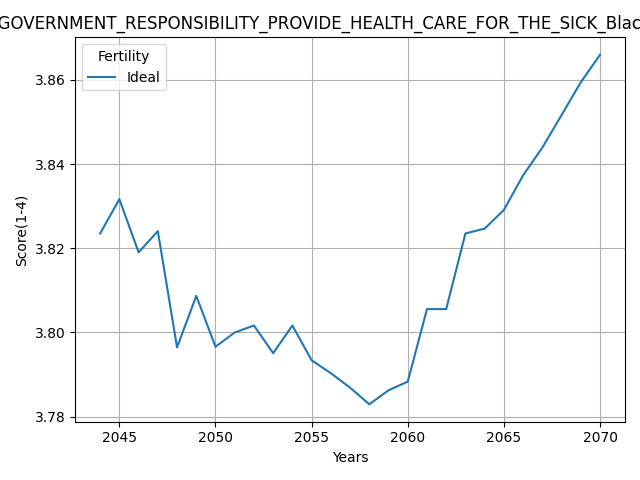 GOVERNMENT_RESPONSIBILITY_PROVIDE_HEALTH_CARE_FOR_THE_SICK_Blac
Fertility
Ideal
3.86
3.84
3.82
3.80
3.78
Score(1-4)
2045 2050 2055 2060 2065 2070
Years